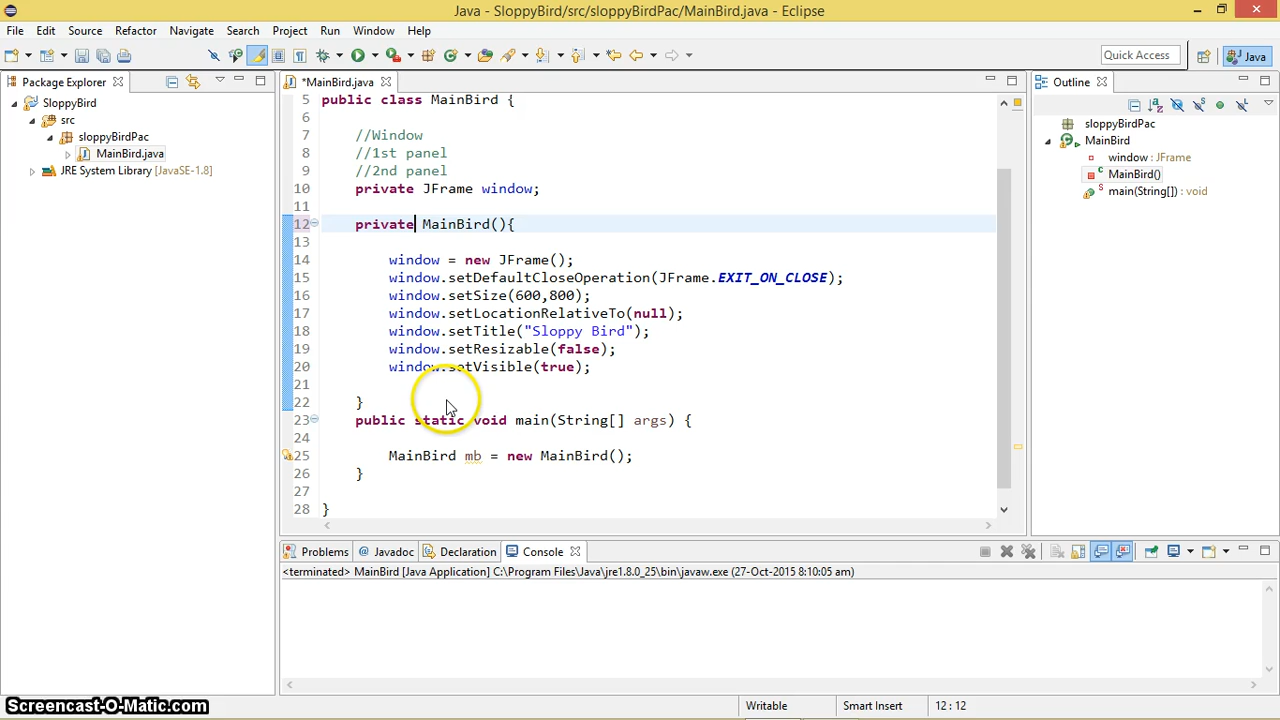 Java - SloppyBird/src/sloppyBirdPac/MainBird.java - Eclipse
File Edit Source Refactor Navigate Search Project Run Window Help
Quick Access
Java
Package Explorer
*MainBird.java
Outline
SloppyBird
src
sloppyBirdPac
MainBird.java
JRE System Library [JavaSE-1.8]
5 public class MainBird {
6
7 //Window
8 //1st panel
9 //2nd panel
10 private JFrame window;
11
12 private MainBird(){
13
14 window = new JFrame();
15 window.setDefaultCloseOperation(JFrame.EXIT_ON_CLOSE);
16 window.setSize(600,800);
17 window.setLocationRelativeTo(null);
18 window.setTitle("Sloppy Bird");
19 window.setResizable(false);
20 window.setVisible(true);
21
22 }
23 public static void main(String[] args) {
24
25 MainBird mb = new MainBird();
26 }
27
28 }
sloppyBirdPac
MainBird
window : JFrame
MainBird()
main(String[]) : void
Problems @ Javadoc Declaration Console
<terminated> MainBird [Java Application] C:\Program Files\Java\jre1.8.0_25\bin\javaw.exe (27-Oct-2015 8:10:05 am)
Screencast-O-Matic.com
Writable
Smart Insert
12 : 12